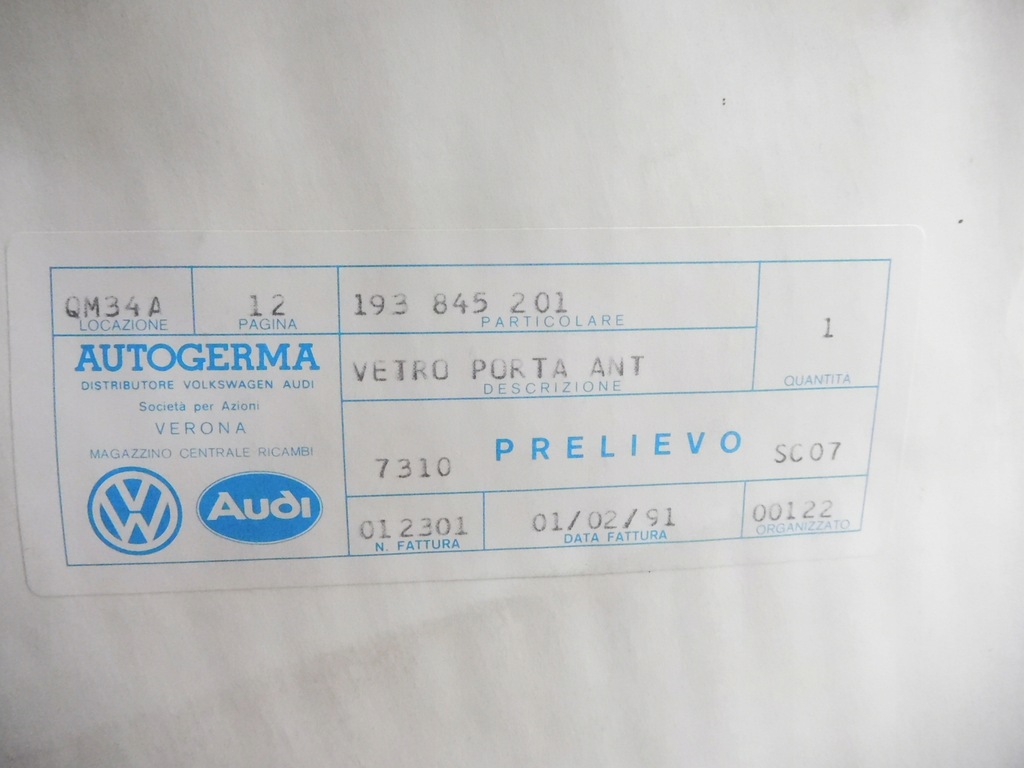 QM34A 12 193 845 201 1
LOCAZIONE PAGINA PARTICOLARE
AUTOGERMA
DISTRIBUTORE VOLKSWAGEN AUDI
Società per Azioni
VERONA
MAGAZZINO CENTRALE RICAMBI
VW Audi
VETRO PORTA ANT
DESCRIZIONE QUANTITA
7310 PRELIEVO SC07
012301 01/02/91 00122
N. FATTURA DATA FATTURA ORGANIZZATO